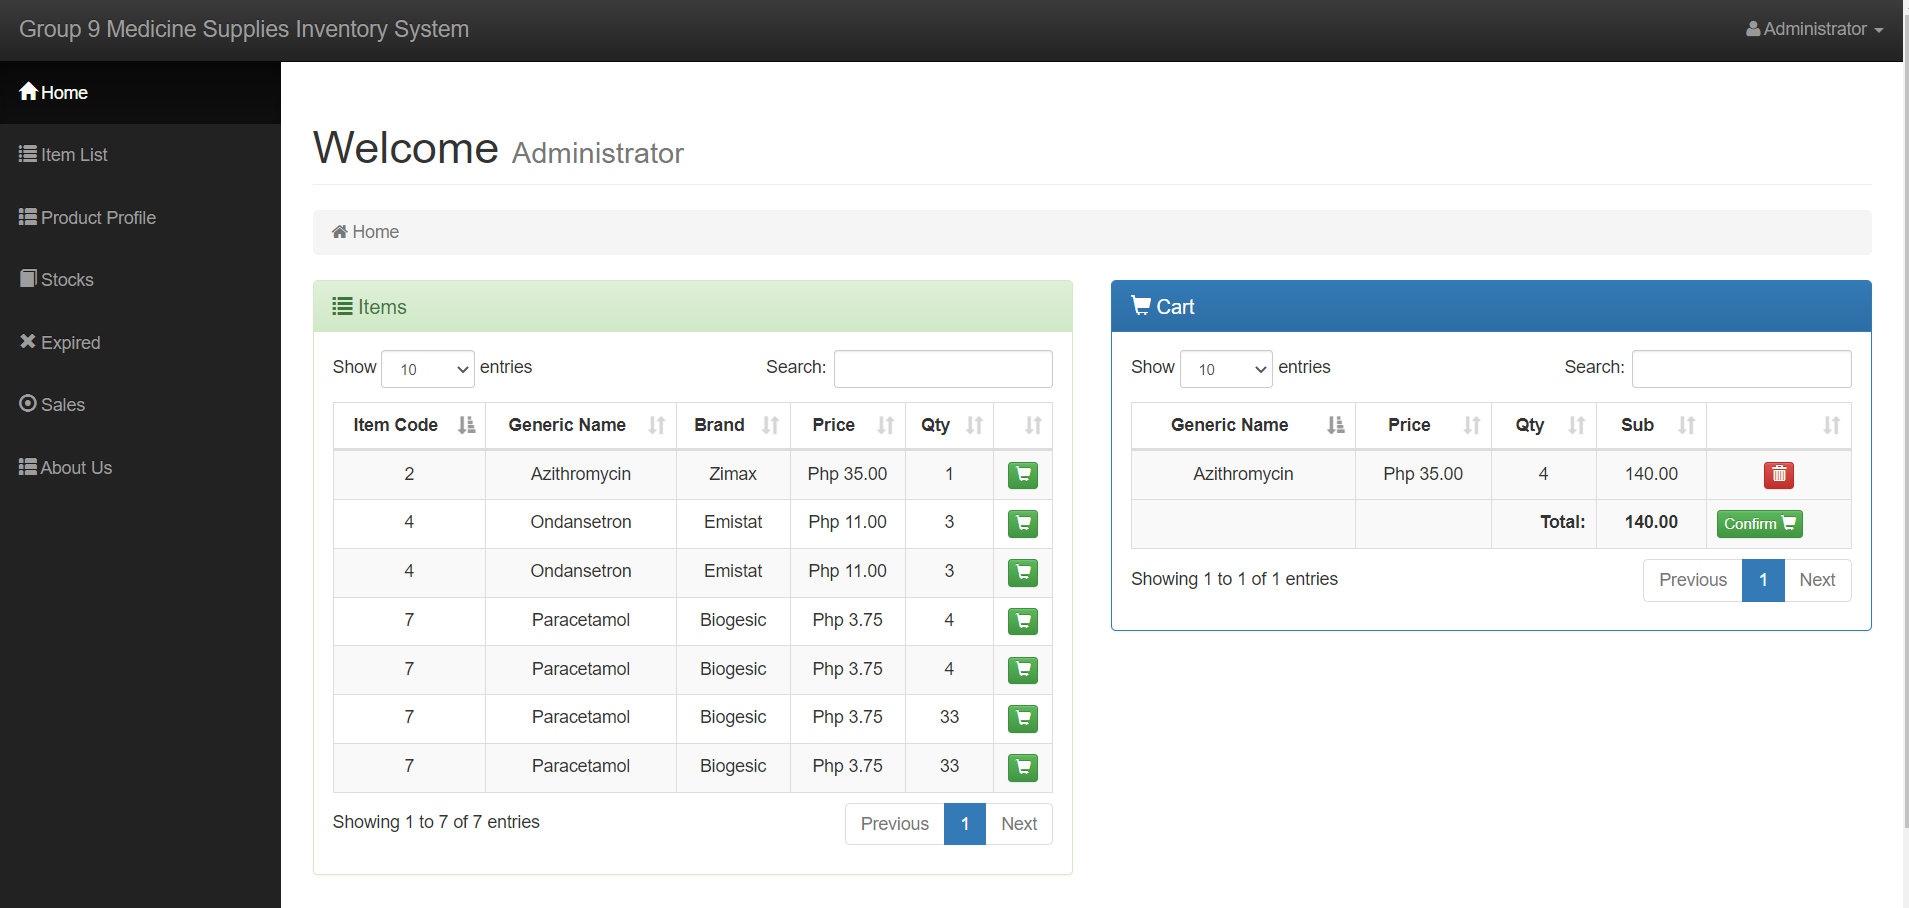 Group 9 Medicine Supplies Inventory System
Administrator
Home
Item List
Product Profile
Stocks
Expired
Sales
About Us
Welcome Administrator
Home
Items
Show 10 entries Search:
Item Code Generic Name Brand Price Qty
2 Azithromycin Zimax Php 35.00 1
4 Ondansetron Emistat Php 11.00 3
4 Ondansetron Emistat Php 11.00 3
7 Paracetamol Biogesic Php 3.75 4
7 Paracetamol Biogesic Php 3.75 4
7 Paracetamol Biogesic Php 3.75 33
7 Paracetamol Biogesic Php 3.75 33
Showing 1 to 7 of 7 entries Previous 1 Next
Cart
Show 10 entries Search:
Generic Name Price Qty Sub
Azithromycin Php 35.00 4 140.00
Total: 140.00 Confirm
Showing 1 to 1 of 1 entries Previous 1 Next